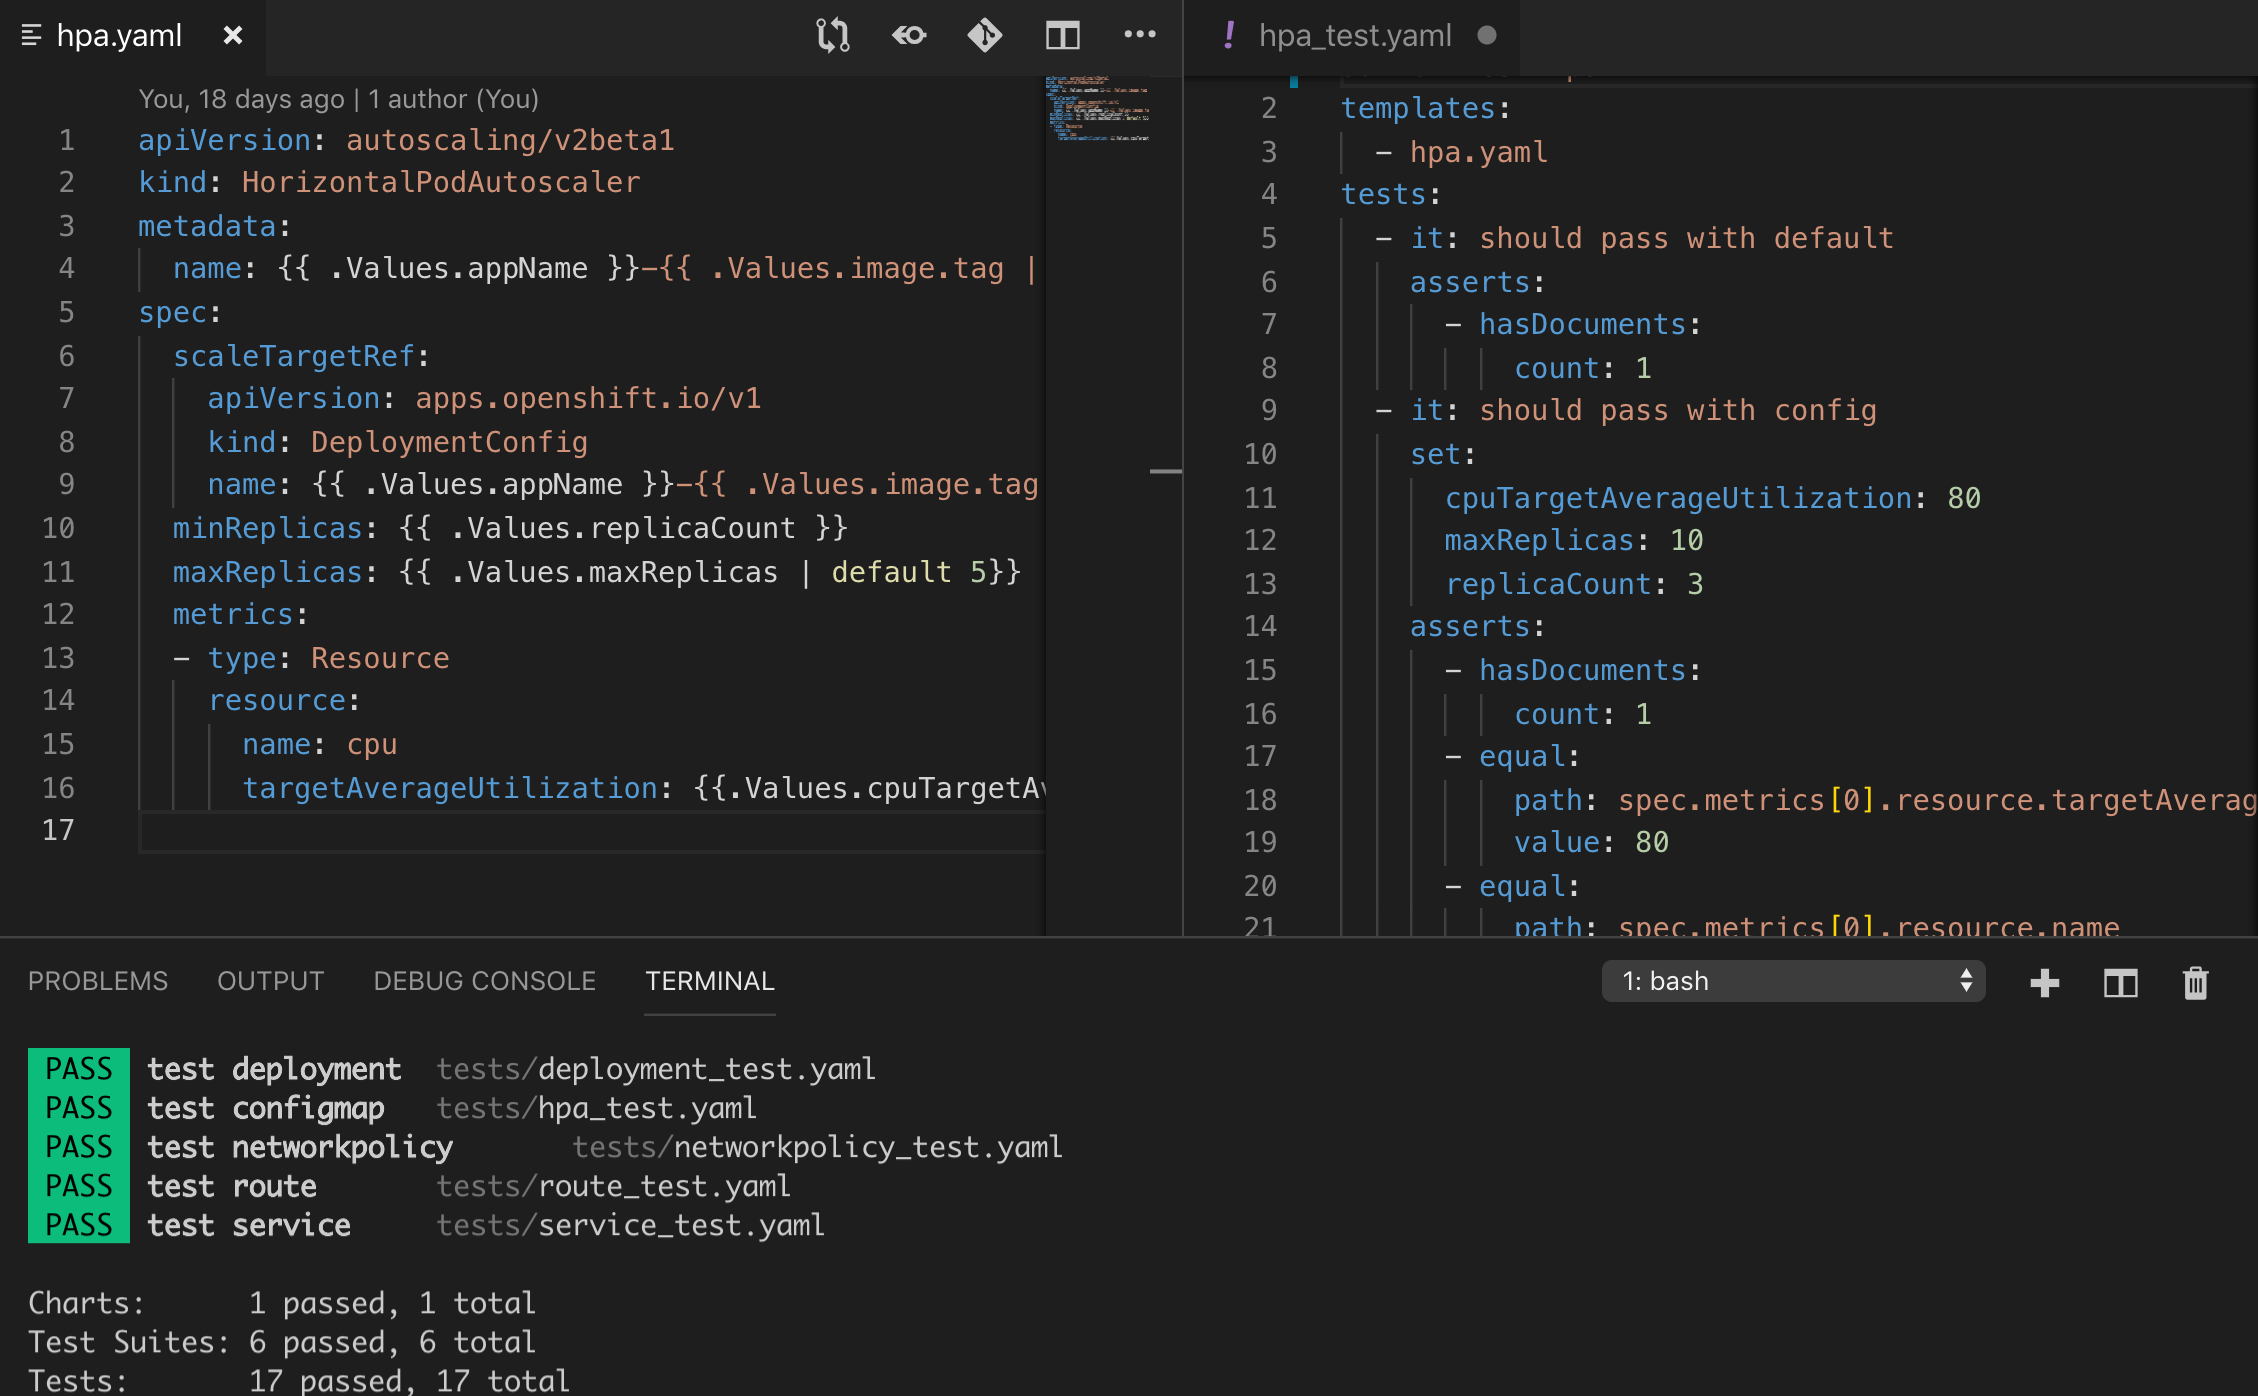 hpa.yaml
You, 18 days ago | 1 author (You)
1 apiVersion: autoscaling/v2beta1
2 kind: HorizontalPodAutoscaler
3 metadata:
4 name: {{ .Values.appName }}-{{ .Values.image.tag |
5 spec:
6 scaleTargetRef:
7 apiVersion: apps.openshift.io/v1
8 kind: DeploymentConfig
9 name: {{ .Values.appName }}-{{ .Values.image.tag
10 minReplicas: {{ .Values.replicaCount }}
11 maxReplicas: {{ .Values.maxReplicas | default 5}}
12 metrics:
13 - type: Resource
14 resource:
15 name: cpu
16 targetAverageUtilization: {{.Values.cpuTargetAv
17
! hpa_test.yaml
2 templates:
3 - hpa.yaml
4 tests:
5 - it: should pass with default
6 asserts:
7 - hasDocuments:
8 count: 1
9 - it: should pass with config
10 set:
11 cpuTargetAverageUtilization: 80
12 maxReplicas: 10
13 replicaCount: 3
14 asserts:
15 - hasDocuments:
16 count: 1
17 - equal:
18 path: spec.metrics[0].resource.targetAverag
19 value: 80
20 - equal:
21 path: spec.metrics[0].resource.name
PROBLEMS OUTPUT DEBUG CONSOLE TERMINAL 1: bash
PASS test deployment tests/deployment_test.yaml
PASS test configmap tests/hpa_test.yaml
PASS test networkpolicy tests/networkpolicy_test.yaml
PASS test route tests/route_test.yaml
PASS test service tests/service_test.yaml
Charts: 1 passed, 1 total
Test Suites: 6 passed, 6 total
Tests: 17 passed, 17 total